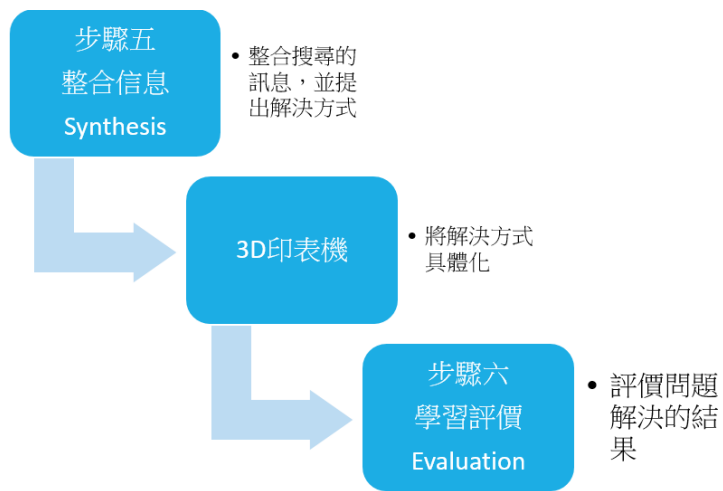 步驟五
整合信息
Synthesis
• 整合搜尋的
訊息，並提
出解決方式
3D印表機
• 將解決方式
具體化
步驟六
學習評價
Evaluation
• 評價問題
解決的結
果